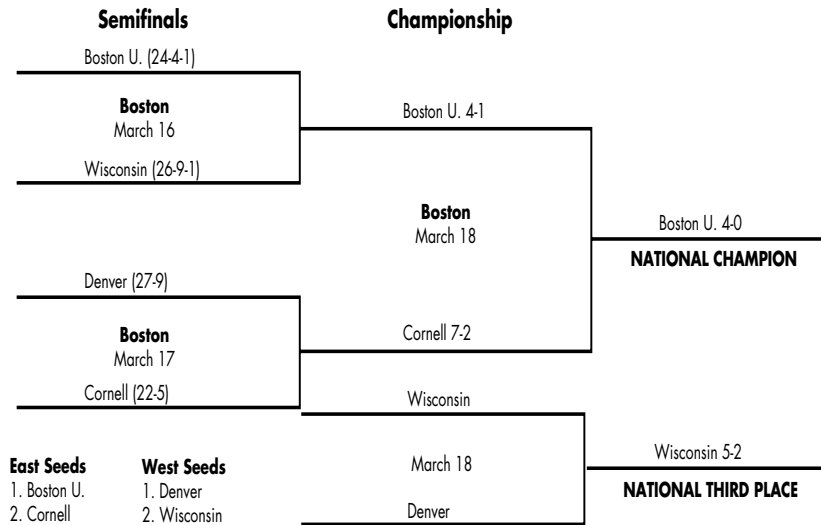 Semifinals
Championship
Boston U. (24-4-1)
Boston
March 16
Wisconsin (26-9-1)
Boston U. 4-1
Boston
March 18
Boston U. 4-0
NATIONAL CHAMPION
Denver (27-9)
Boston
March 17
Cornell (22-5)
Cornell 7-2
Wisconsin
March 18
Denver
Wisconsin 5-2
NATIONAL THIRD PLACE
East Seeds
1. Boston U.
2. Cornell
West Seeds
1. Denver
2. Wisconsin